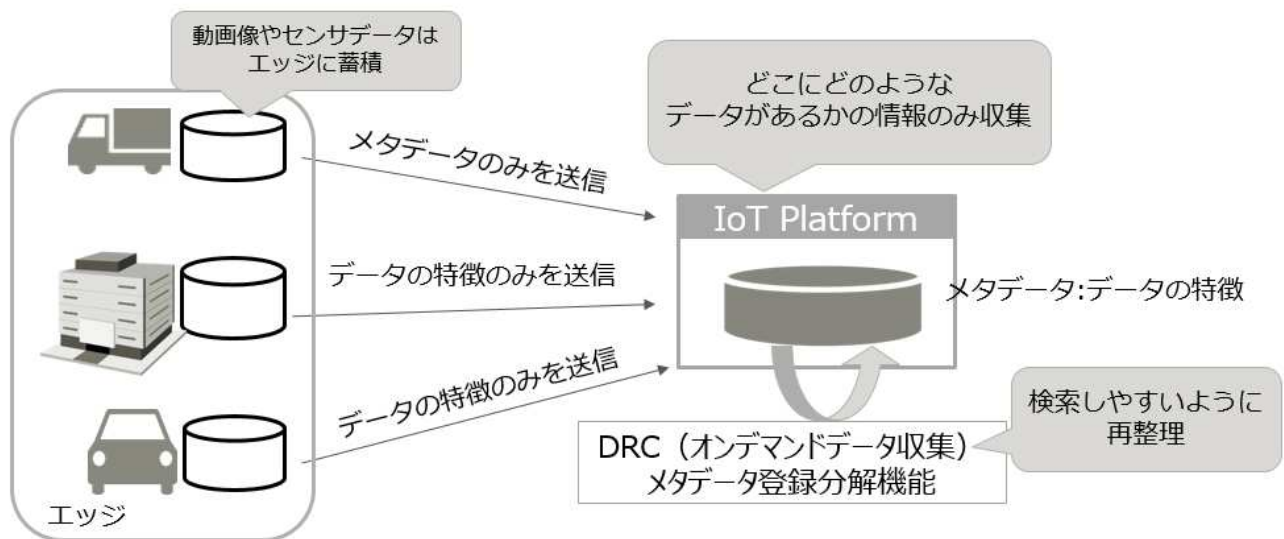 動画像やセンサデータは
エッジに蓄積
どこにどのような
データがあるかの情報のみ収集
メタデータのみを送信
IoT Platform
データの特徴のみを送信
メタデータ:データの特徴
データの特徴のみを送信
検索しやすいように
再整理
DRC（オンデマンドデータ収集）
メタデータ登録分解機能
エッジ